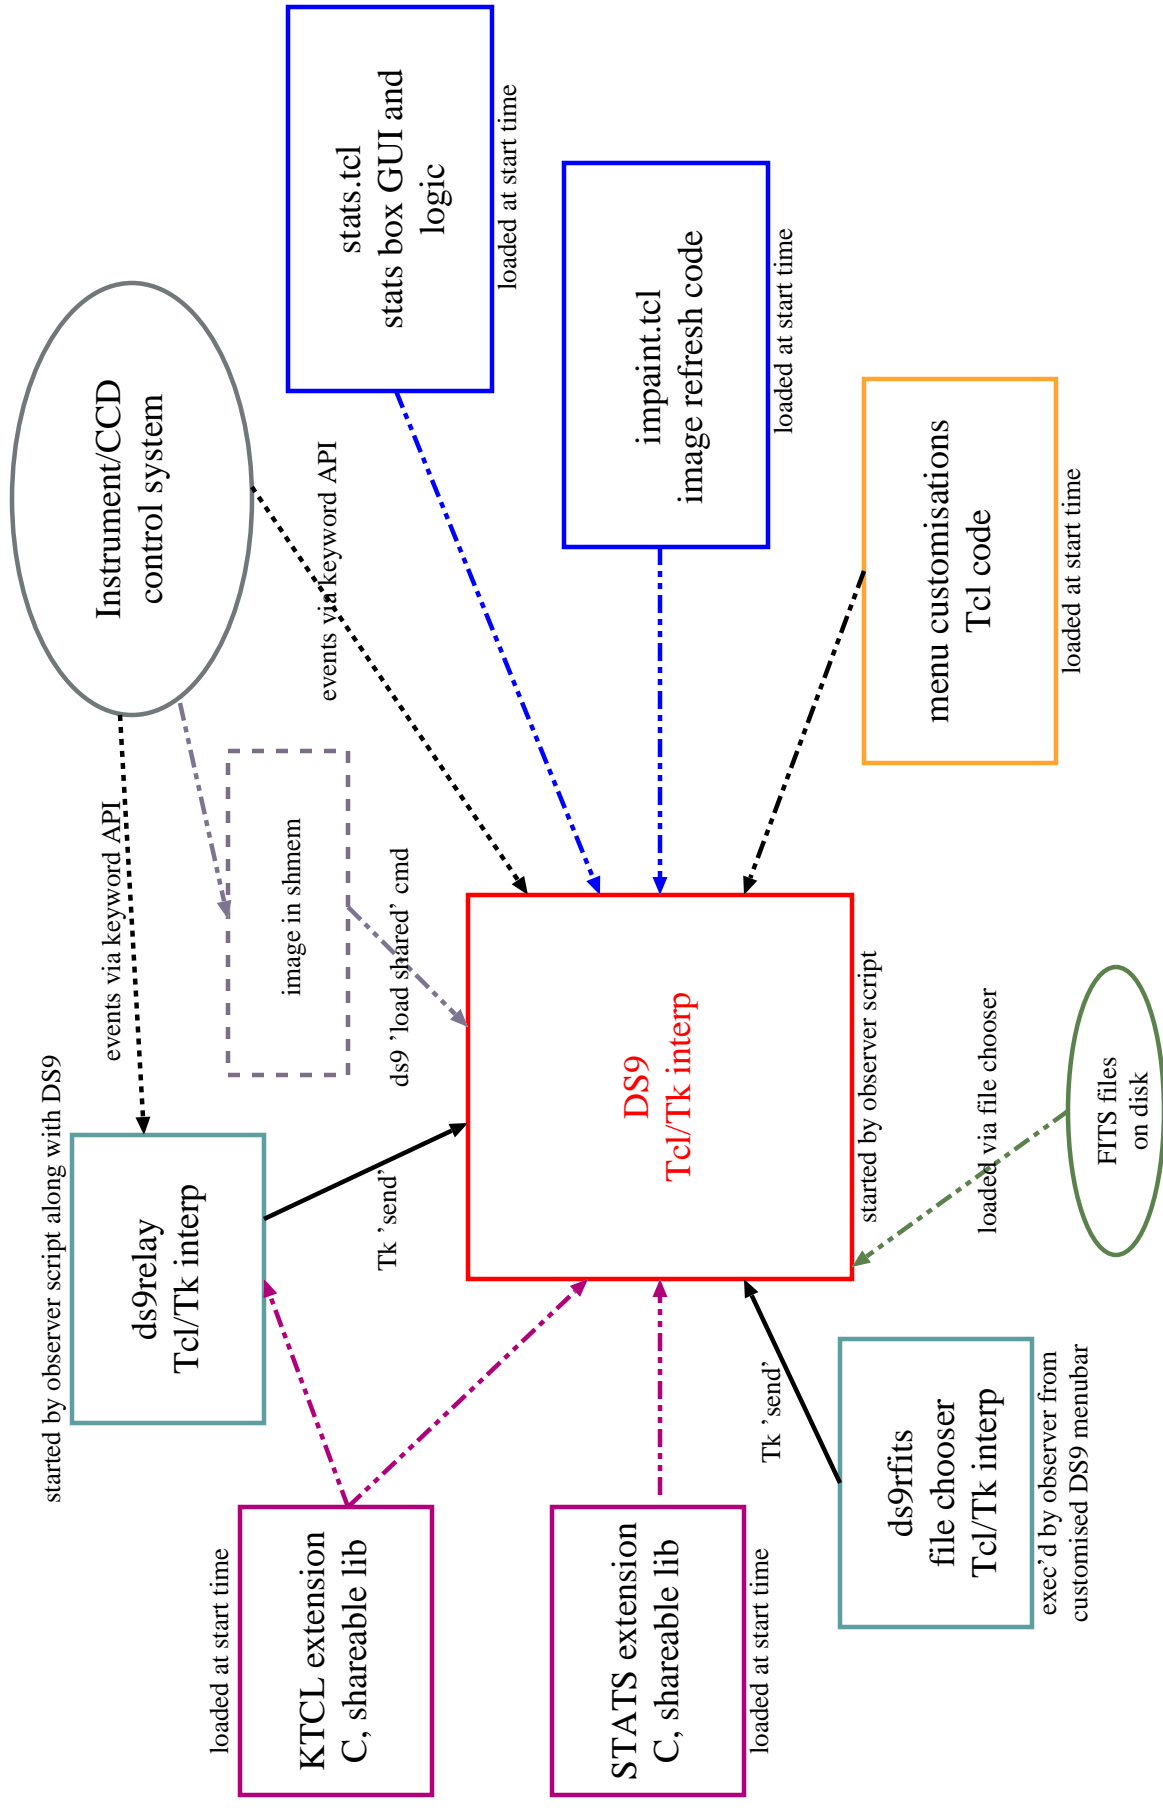 started by observer script along with DS9
ds9relay
Tcl/Tk interp
events via keyword API
Instrument/CCD
control system
loaded at start time
KTCL extension
C, shareable lib
Tk 'send'
image in shmem
ds9 'load shared' cmd
events via keyword API
stats.tcl
stats box GUI and
logic
loaded at start time
STATS extension
C, shareable lib
loaded at start time
DS9
Tcl/Tk interp
started by observer script
impaint.tcl
image refresh code
loaded at start time
Tk 'send'
ds9rfits
file chooser
Tcl/Tk interp
exec'd by observer from
customised DS9 menubar
loaded via file chooser
FITS files
on disk
menu customisations
Tcl code
loaded at start time